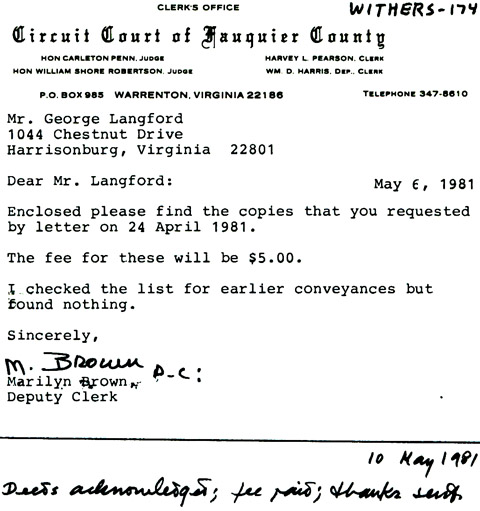 CLERK'S OFFICE
WITHERS-174
Circuit Court of Fauquier County
HON CARLETON PENN, JUDGE HARVEY L. PEARSON, CLERK
HON WILLIAM SHORE ROBERTSON, JUDGE WM. D. HARRIS, DEP., CLERK
P.O. BOX 985 WARRENTON, VIRGINIA 22186 TELEPHONE 347-8610
Mr. George Langford
1044 Chestnut Drive
Harrisonburg, Virginia 22801
Dear Mr. Langford: May 6, 1981
Enclosed please find the copies that you requested
by letter on 24 April 1981.
The fee for these will be $5.00.
I checked the list for earlier conveyances but
found nothing.
Sincerely,
M. BROWN D-C:
Marilyn Brown,
Deputy Clerk
10 May 1981
Deeds acknowledged; fee paid; thanks sent.